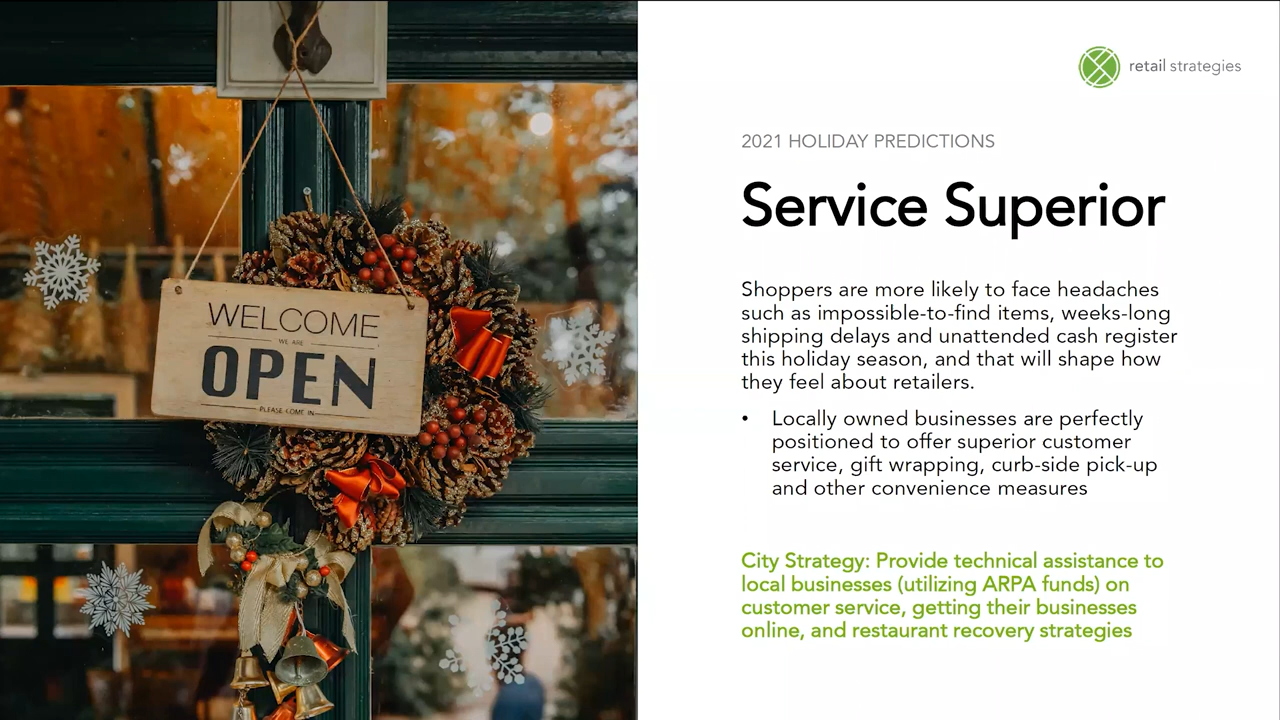 WELCOME
WE ARE
OPEN
PLEASE COME IN
retail strategies
2021 HOLIDAY PREDICTIONS
Service Superior
Shoppers are more likely to face headaches
such as impossible-to-find items, weeks-long
shipping delays and unattended cash register
this holiday season, and that will shape how
they feel about retailers.
• Locally owned businesses are perfectly
positioned to offer superior customer
service, gift wrapping, curb-side pick-up
and other convenience measures
City Strategy: Provide technical assistance to
local businesses (utilizing ARPA funds) on
customer service, getting their businesses
online, and restaurant recovery strategies